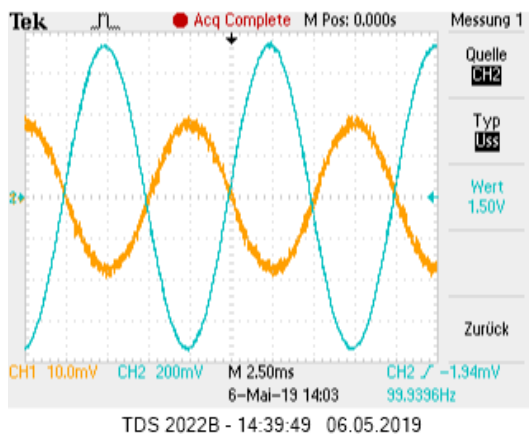 Tek Acq Complete M Pos: 0.000s Messung 1
Quelle
CH2
Typ
Uss
Wert
1.50V
Zurück
CH1 10.0mV CH2 200mV M 2.50ms CH2 -1.94mV
6-Mai-19 14:03 99.9396Hz
TDS 2022B - 14:39:49 06.05.2019